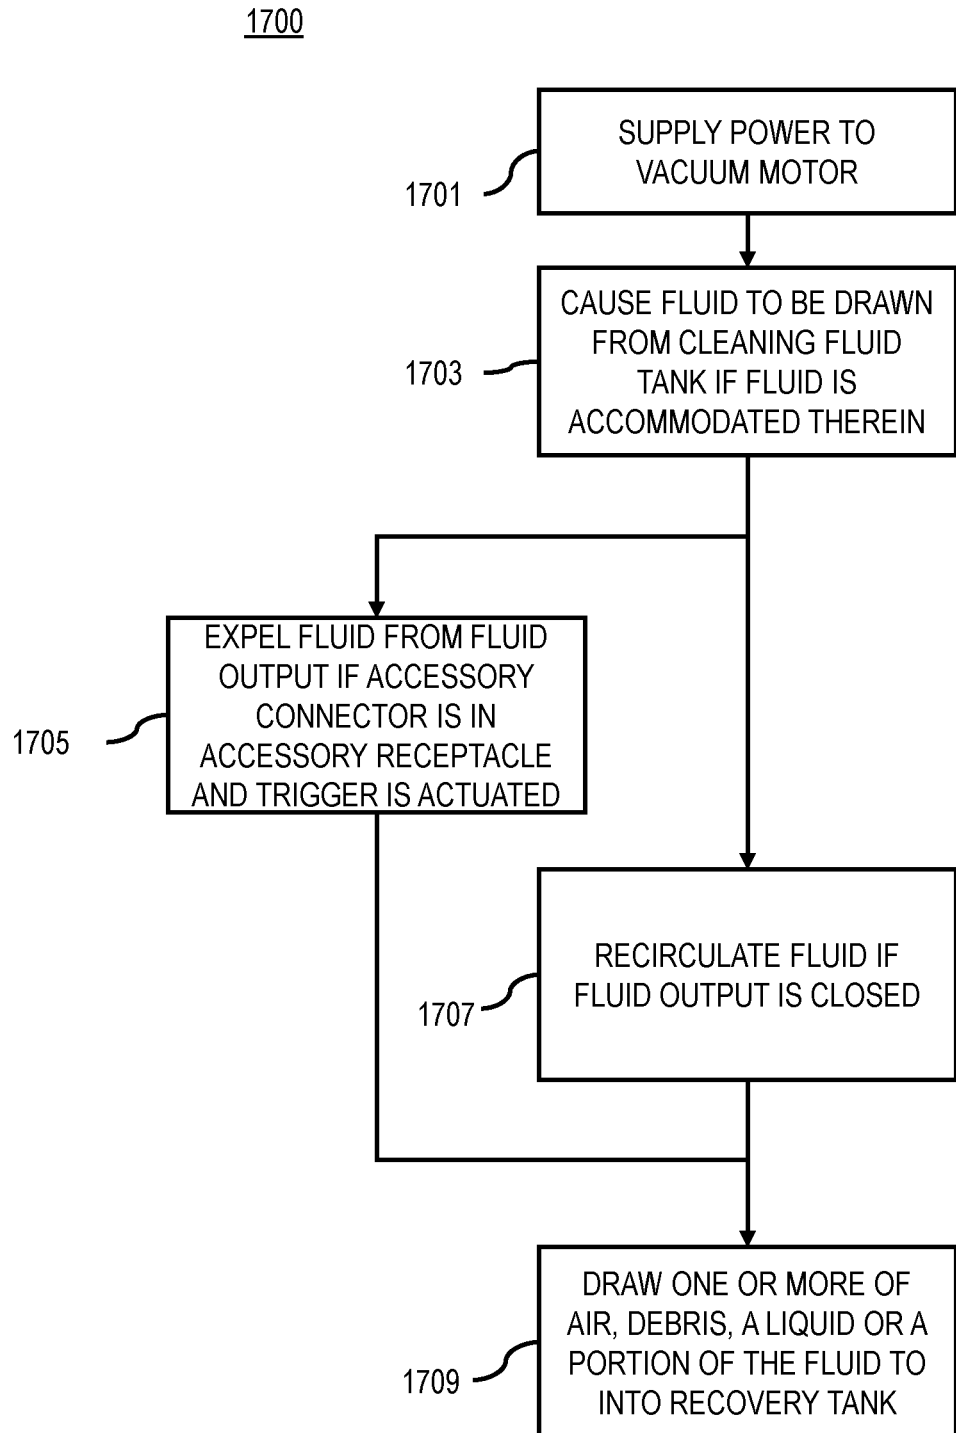 1700
SUPPLY POWER TO
VACUUM MOTOR
1701
CAUSE FLUID TO BE DRAWN
FROM CLEANING FLUID
TANK IF FLUID IS
ACCOMMODATED THEREIN
1703
EXPEL FLUID FROM FLUID
OUTPUT IF ACCESSORY
CONNECTOR IS IN
ACCESSORY RECEPTACLE
AND TRIGGER IS ACTUATED
1705
RECIRCULATE FLUID IF
FLUID OUTPUT IS CLOSED
1707
DRAW ONE OR MORE OF
AIR, DEBRIS, A LIQUID OR A
PORTION OF THE FLUID TO
INTO RECOVERY TANK
1709